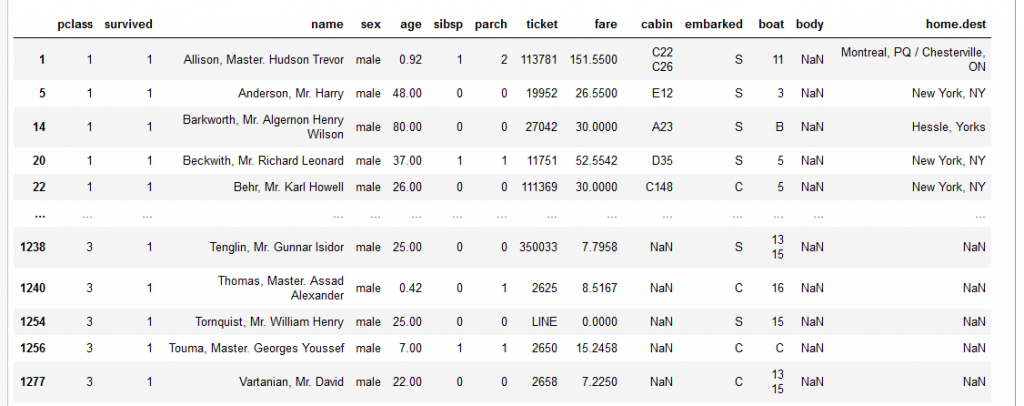 pclass survived name sex age sibsp parch ticket fare cabin embarked boat body home.dest
1 1 1 Allison, Master. Hudson Trevor male 0.92 1 2 113781 151.5500 C22 C26 S 11 NaN Montreal, PQ / Chesterville, ON
5 1 1 Anderson, Mr. Harry male 48.00 0 0 19952 26.5500 E12 S 3 NaN New York, NY
14 1 1 Barkworth, Mr. Algernon Henry Wilson male 80.00 0 0 27042 30.0000 A23 S B NaN Hessle, Yorks
20 1 1 Beckwith, Mr. Richard Leonard male 37.00 1 1 11751 52.5542 D35 S 5 NaN New York, NY
22 1 1 Behr, Mr. Karl Howell male 26.00 0 0 111369 30.0000 C148 C 5 NaN New York, NY
... ... ... ... ... ... ... ... ... ... ... ... ... ... ...
1238 3 1 Tenglin, Mr. Gunnar Isidor male 25.00 0 0 350033 7.7958 NaN S 13 15 NaN NaN
1240 3 1 Thomas, Master. Assad Alexander male 0.42 0 1 2625 8.5167 NaN C 16 NaN NaN
1254 3 1 Tornquist, Mr. William Henry male 25.00 0 0 LINE 0.0000 NaN S 15 NaN NaN
1256 3 1 Touma, Master. Georges Youssef male 7.00 1 1 2650 15.2458 NaN C C NaN NaN
1277 3 1 Vartanian, Mr. David male 22.00 0 0 2658 7.2250 NaN C 13 15 NaN NaN